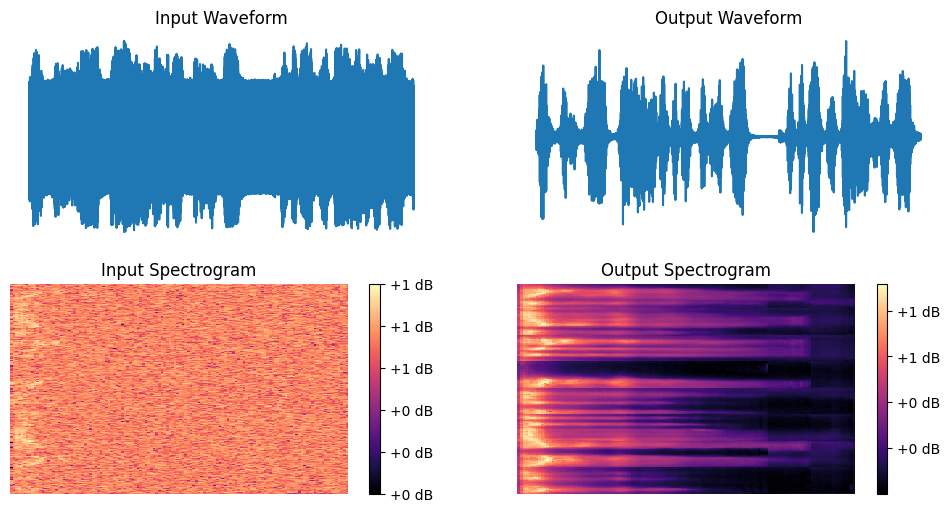 Input Waveform
Output Waveform
Input Spectrogram
+1 dB
+1 dB
+1 dB
+0 dB
+0 dB
+0 dB
Output Spectrogram
+1 dB
+1 dB
+0 dB
+0 dB